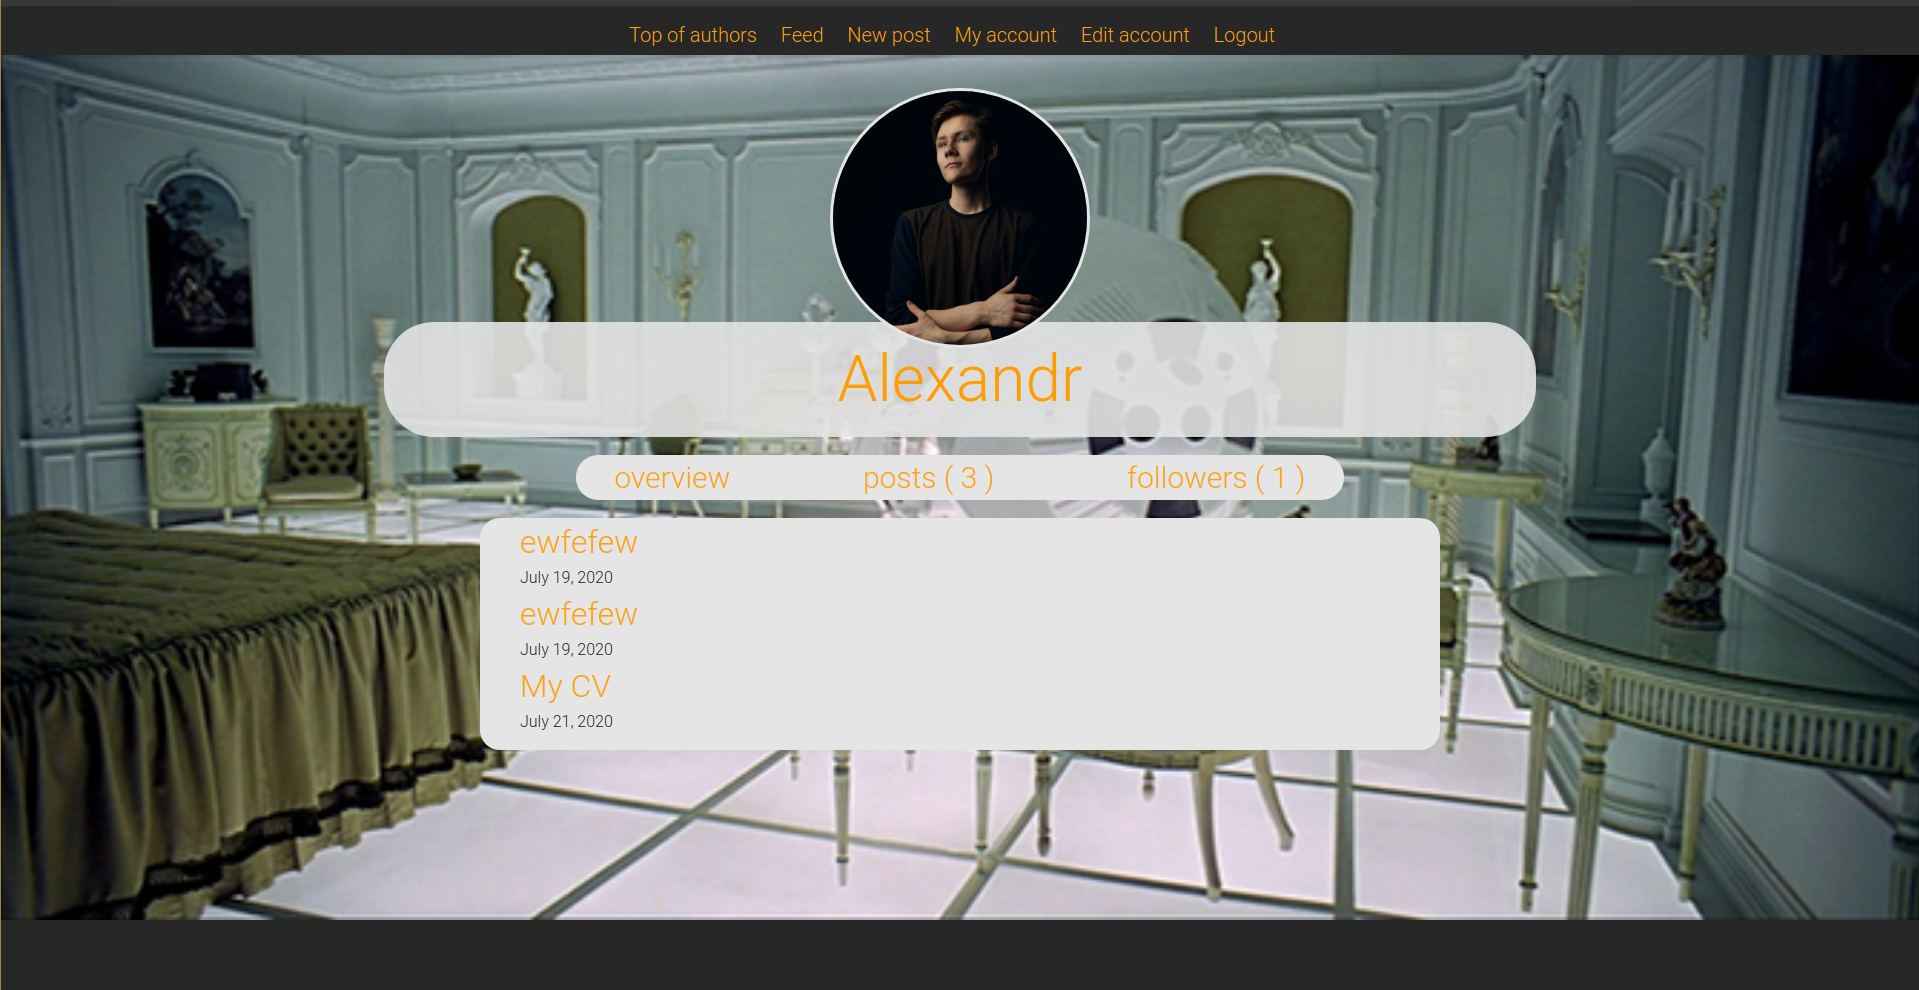 Top of authors Feed New post My account Edit account Logout
Alexandr
overview posts ( 3 ) followers ( 1 )
ewfefew
July 19, 2020
ewfefew
July 19, 2020
My CV
July 21, 2020